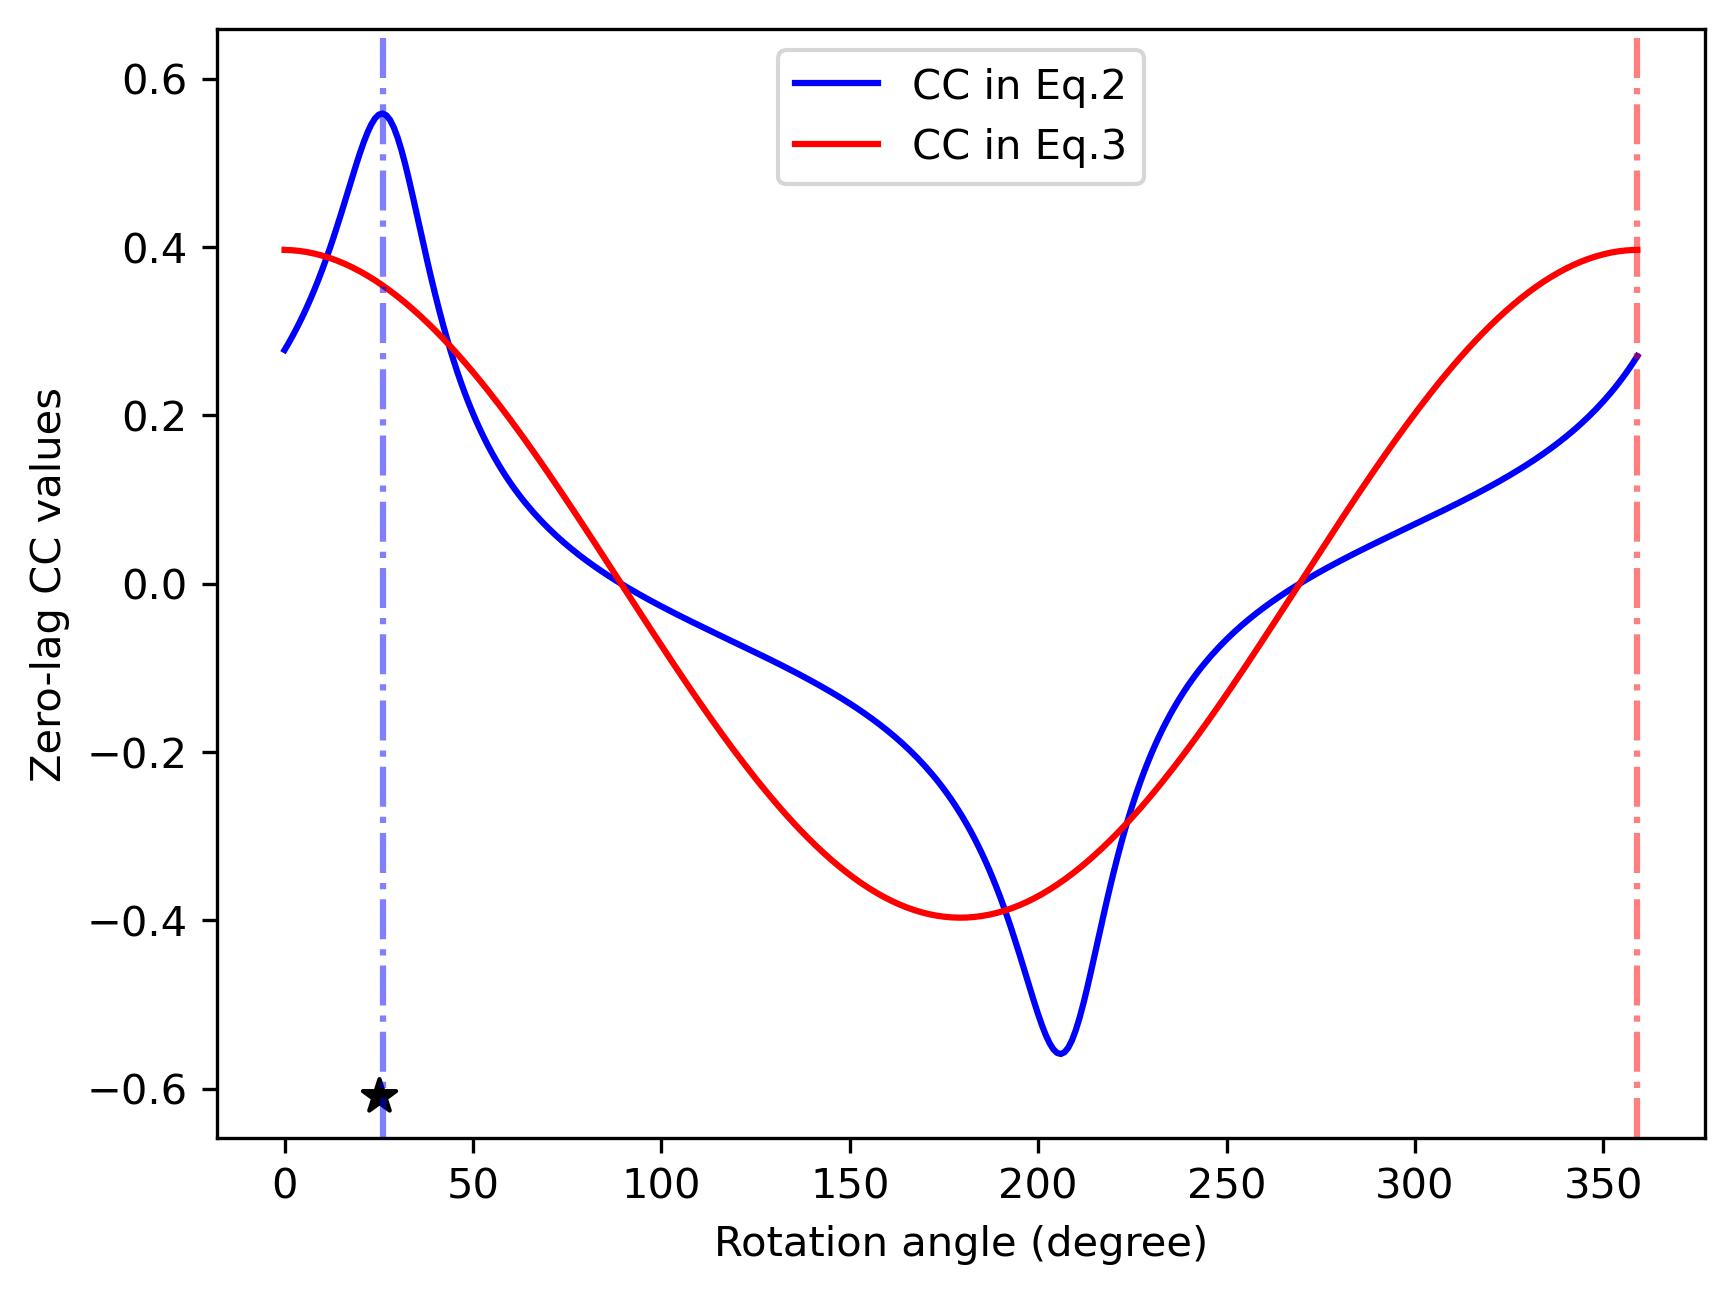 CC in Eq.2
CC in Eq.3
Zero-lag CC values
0.6
0.4
0.2
0.0
−0.2
−0.4
−0.6
0 50 100 150 200 250 300 350
Rotation angle (degree)